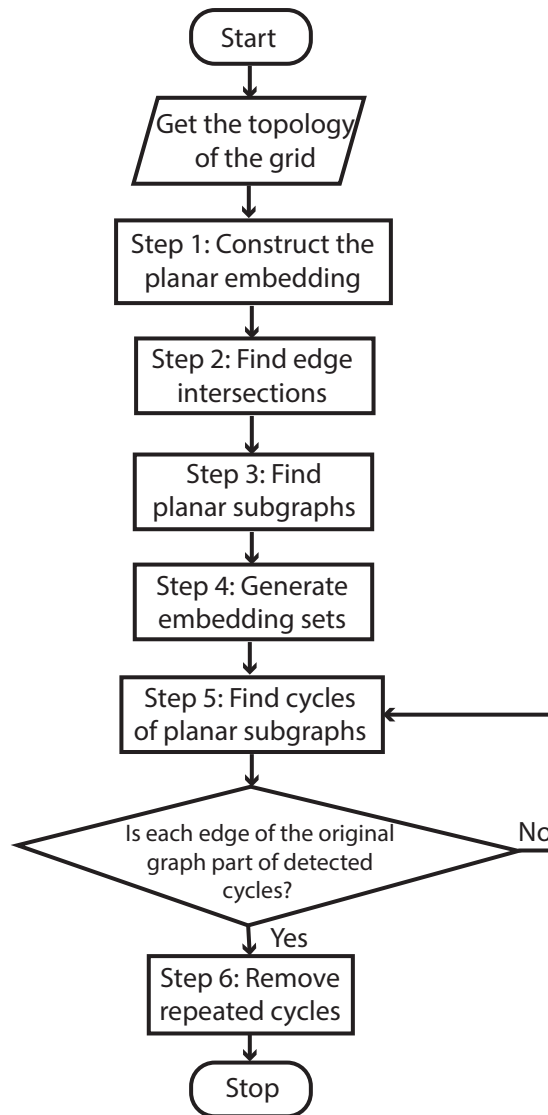 Start
Get the topology
of the grid
Step 1: Construct the
planar embedding
Step 2: Find edge
intersections
Step 3: Find
planar subgraphs
Step 4: Generate
embedding sets
Step 5: Find cycles
of planar subgraphs
Is each edge of the original
graph part of detected
cycles?
No
Yes
Step 6: Remove
repeated cycles
Stop